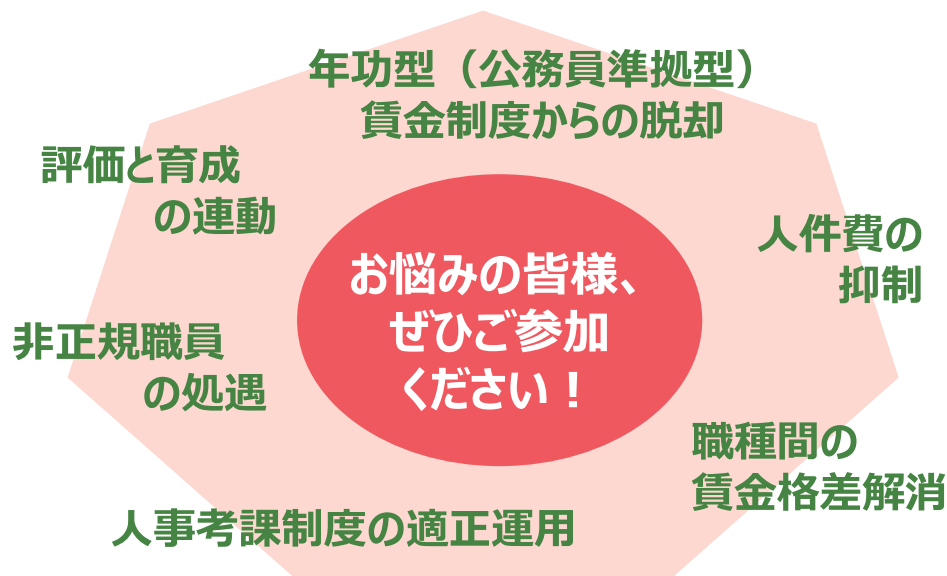 年功型（公務員準拠型）
賃金制度からの脱却
評価と育成
の連動
人件費の
抑制
お悩みの皆様、
ぜひご参加
ください！
非正規職員
の処遇
職種間の
賃金格差解消
人事考課制度の適正運用